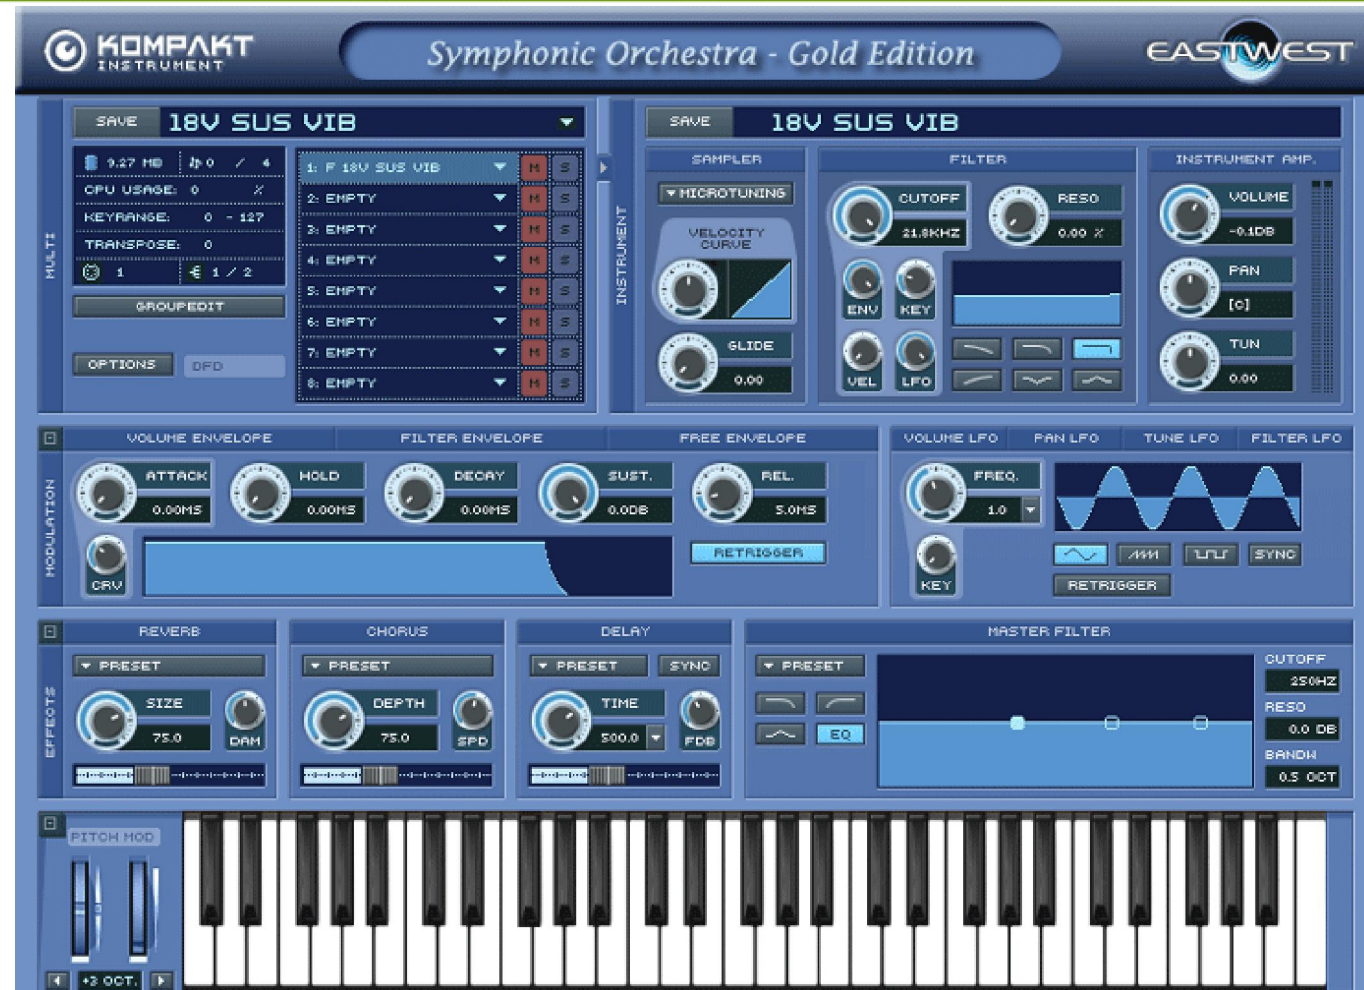 KOMPAKT
INSTRUMENT
Symphonic Orchestra - Gold Edition
EASTWEST
MULTI
SAVE 18V SUS VIB
9.27 MB 0 / 4
CPU USAGE: 0 %
KEYRANGE: 0 - 127
TRANSPOSE: 0
1 1 / 2
GROUPEDIT
OPTIONS DFD
1: F 18V SUS VIB M S
2: EMPTY M S
3: EMPTY M S
4: EMPTY M S
5: EMPTY M S
6: EMPTY M S
7: EMPTY M S
8: EMPTY M S
INSTRUMENT
SAVE 18V SUS VIB
SAMPLER
MICROTUNING
VELOCITY
CURVE
GLIDE
0.00
FILTER
CUTOFF
21.8KHZ
RESO
0.00 %
ENV KEY
VEL LFO
INSTRUMENT AMP.
VOLUME
-0.1DB
PAN
[C]
TUN
0.00
MODULATION
VOLUME ENVELOPE FILTER ENVELOPE FREE ENVELOPE
ATTACK HOLD DECAY SUST. REL.
0.00MS 0.00MS 0.00MS 0.0DB 5.0MS
CRV
RETRIGGER
VOLUME LFO PAN LFO TUNE LFO FILTER LFO
FREQ.
1.0
KEY
SYNC
RETRIGGER
EFFECTS
REVERB
PRESET
SIZE
75.0
DAM
CHORUS
PRESET
DEPTH
75.0
SPD
DELAY
PRESET SYNC
TIME
500.0
FDB
MASTER FILTER
PRESET
EQ
CUTOFF
250HZ
RESO
0.0 DB
BANDW
0.5 OCT
PITCH MOD
+3 OCT.